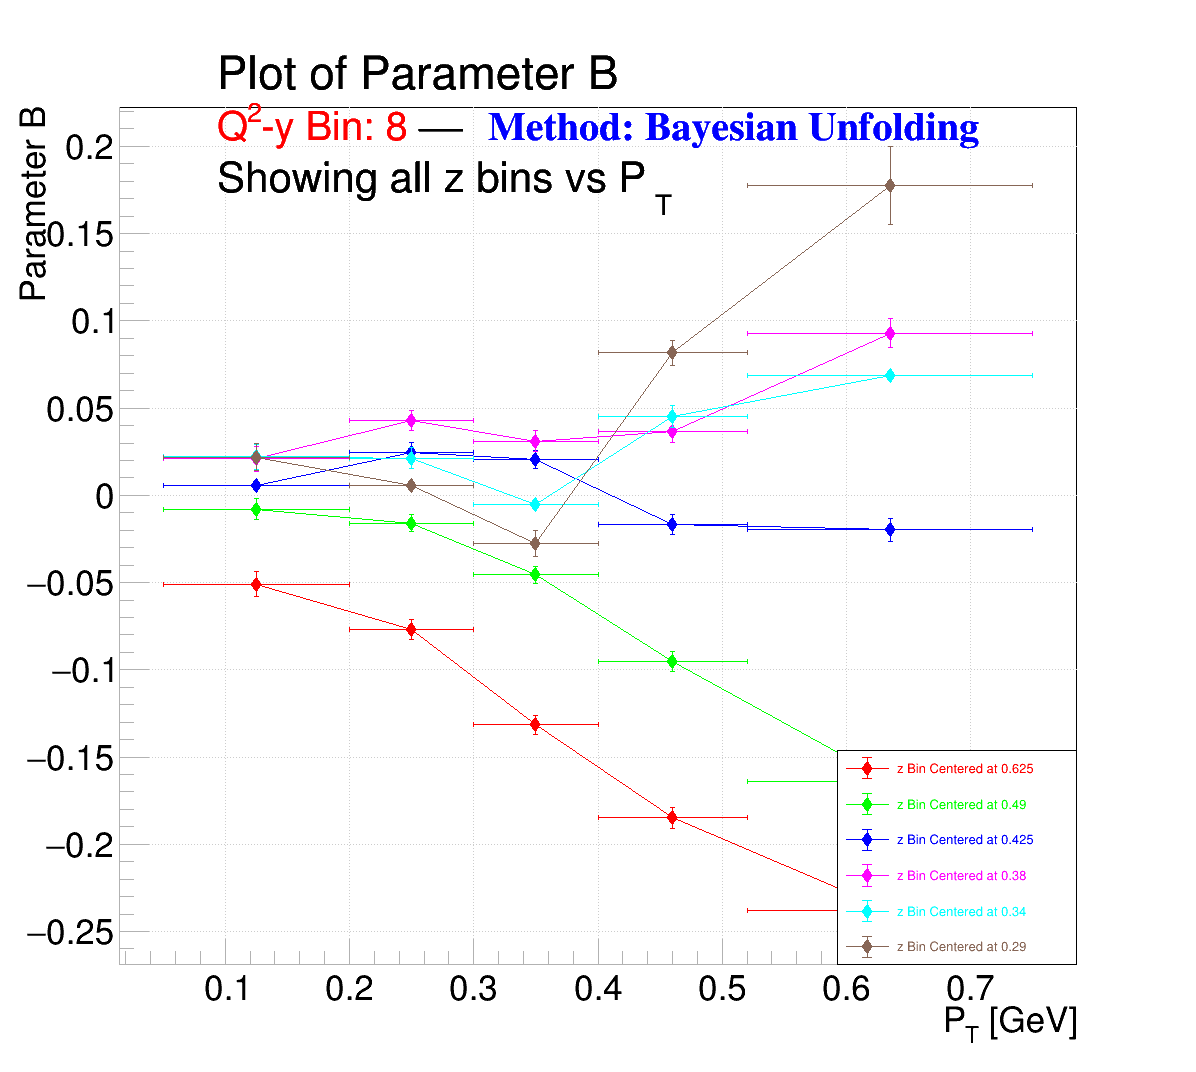 Plot of Parameter B
Q²-y Bin: 8 — Method: Bayesian Unfolding
Showing all z bins vs P_T
Parameter B
0.2
0.15
0.1
0.05
0
−0.05
−0.1
−0.15
−0.2
−0.25
z Bin Centered at 0.625
z Bin Centered at 0.49
z Bin Centered at 0.425
z Bin Centered at 0.38
z Bin Centered at 0.34
z Bin Centered at 0.29
0.1 0.2 0.3 0.4 0.5 0.6 0.7
P_T [GeV]